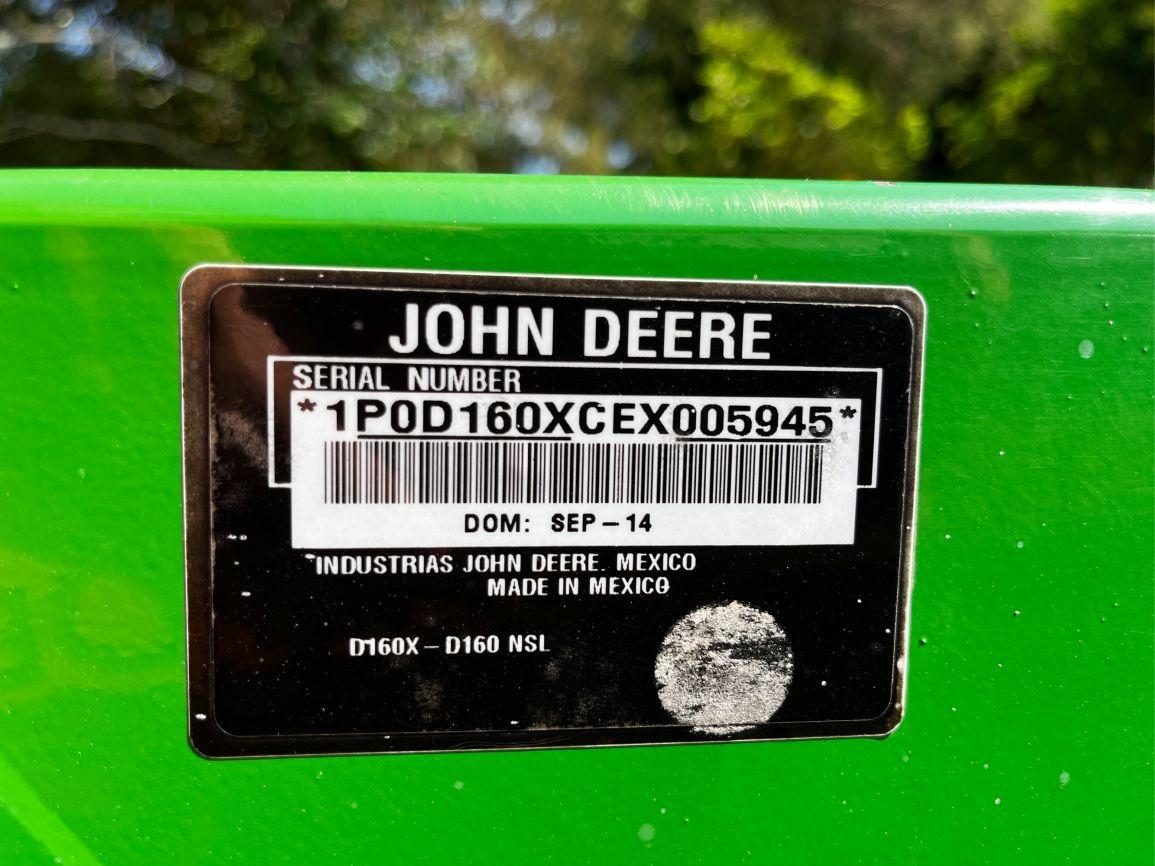 JOHN DEERE
SERIAL NUMBER
*1P0D160XCEX005945*
DOM: SEP-14
*INDUSTRIAS JOHN DEERE. MEXICO
MADE IN MEXICO
D160X - D160 NSL